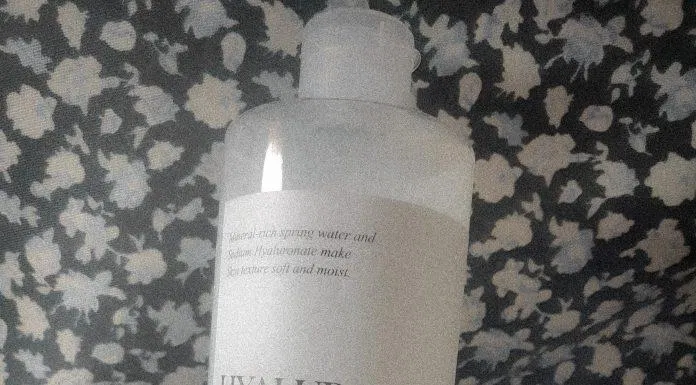 Mineral-rich spring water and
Sodium Hyaluronate make
Skin texture soft and moist.